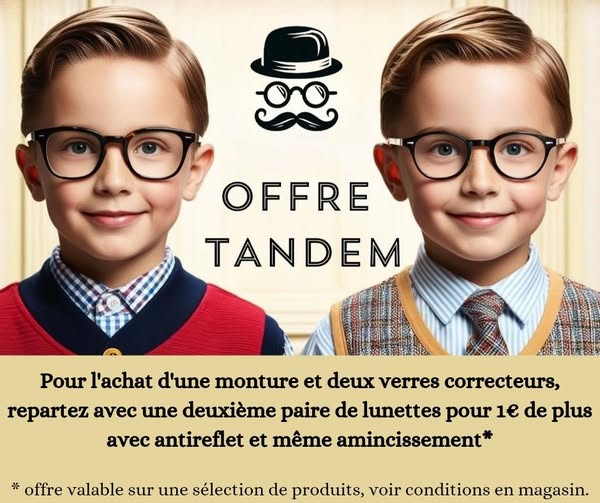 OFFRE
TANDEM
Pour l'achat d'une monture et deux verres correcteurs,
repartez avec une deuxième paire de lunettes pour 1€ de plus
avec antireflet et même amincissement*
* offre valable sur une sélection de produits, voir conditions en magasin.